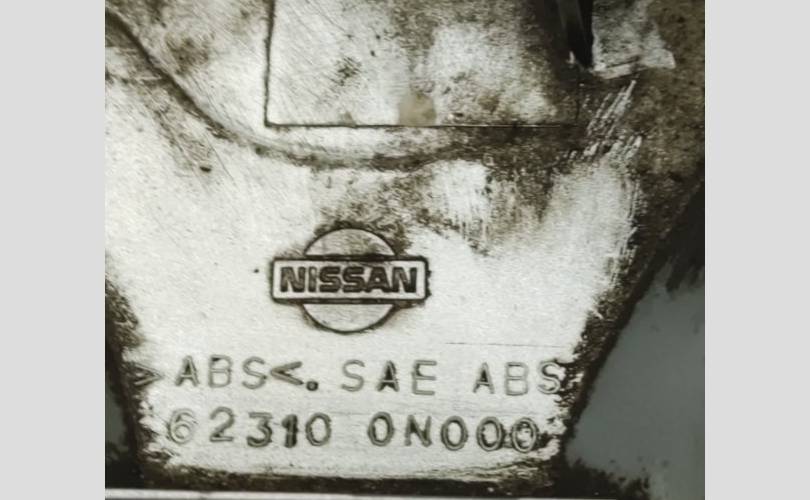 NISSAN
>ABS<. SAE ABS
62310 0N000